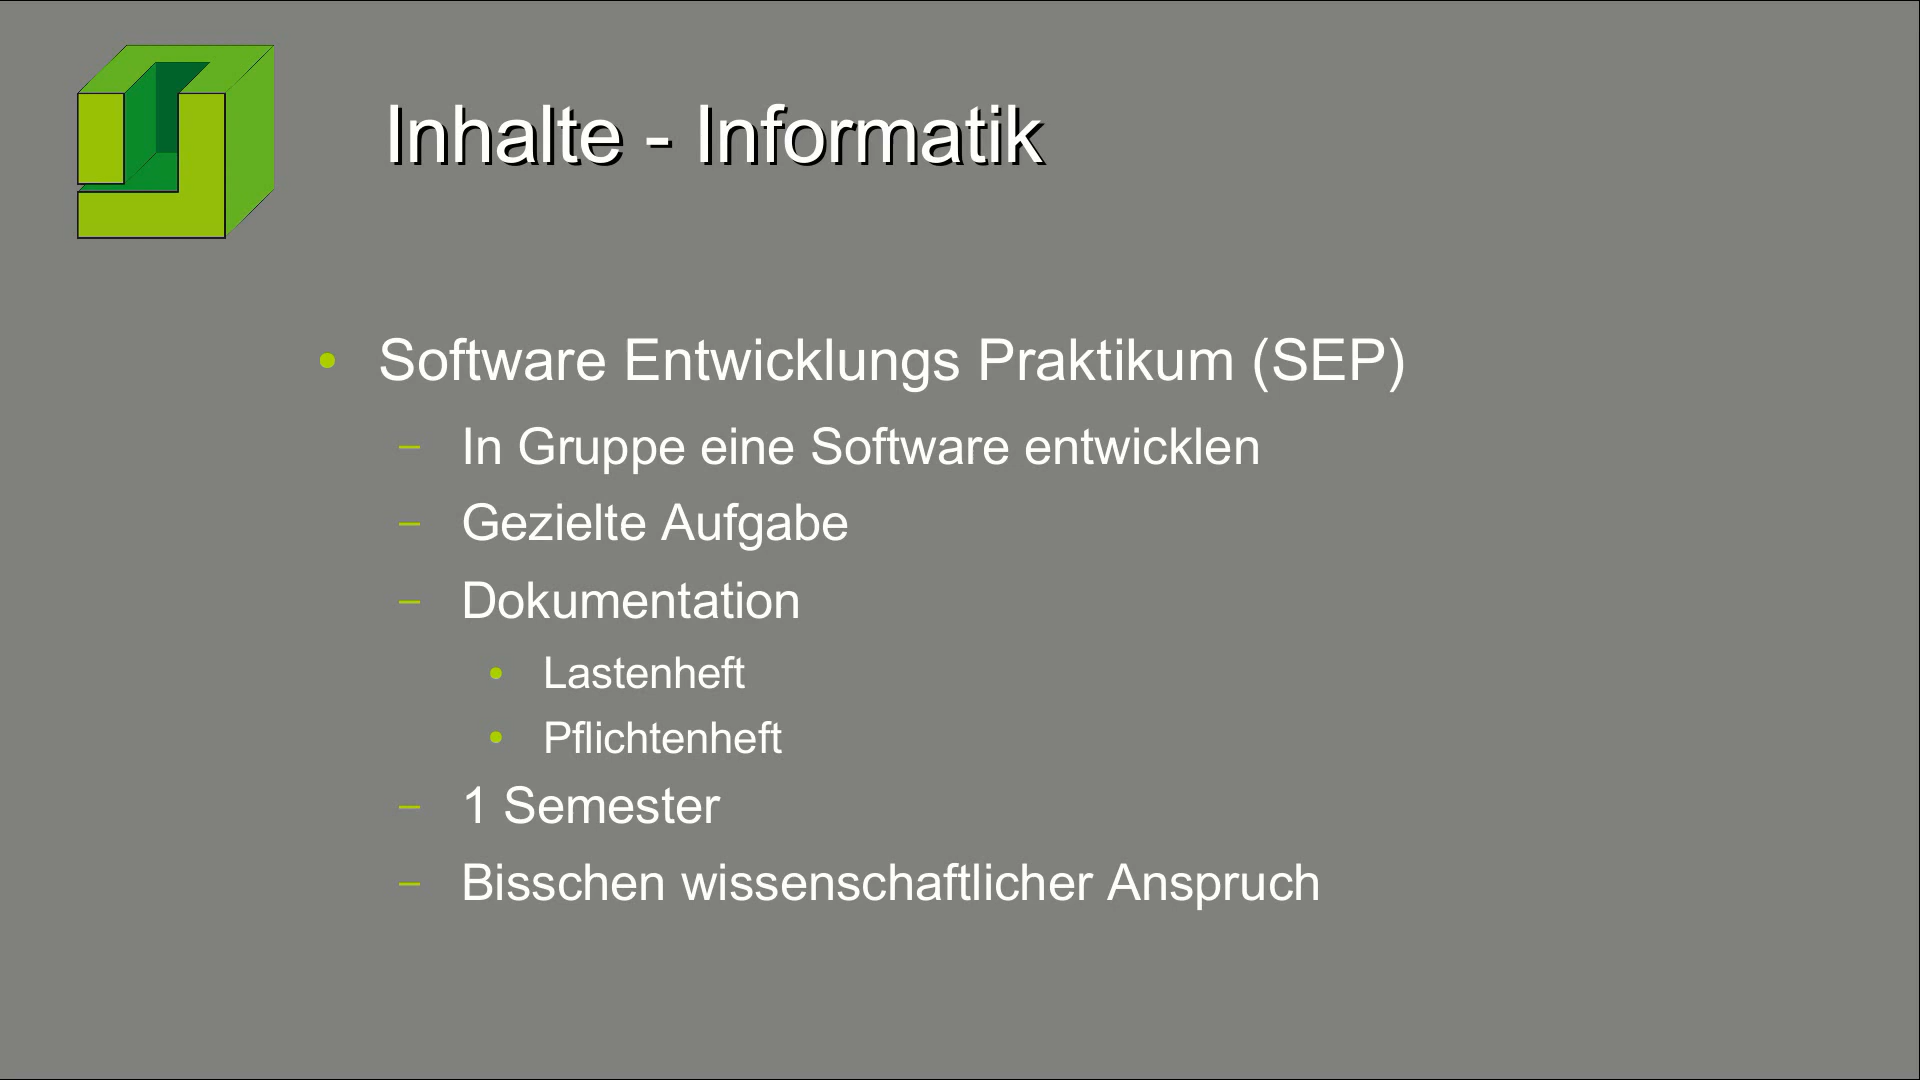 Inhalte - Informatik
• Software Entwicklungs Praktikum (SEP)
– In Gruppe eine Software entwicklen
– Gezielte Aufgabe
– Dokumentation
• Lastenheft
• Pflichtenheft
– 1 Semester
– Bisschen wissenschaftlicher Anspruch